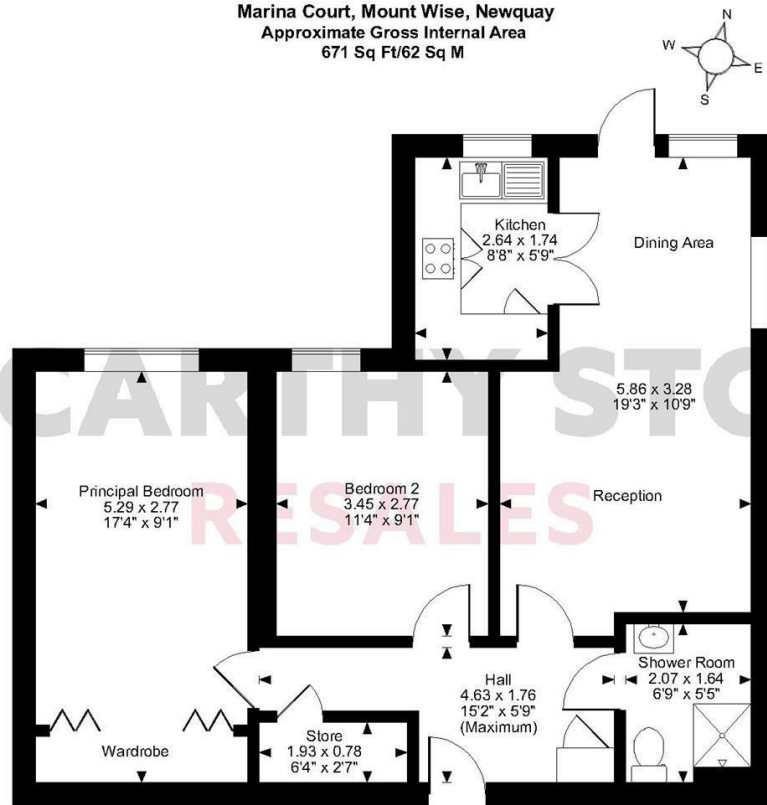 Marina Court, Mount Wise, Newquay
Approximate Gross Internal Area
671 Sq Ft/62 Sq M
N
W
E
S
Kitchen
2.64 x 1.74
8'8" x 5'9"
Dining Area
5.86 x 3.28
19'3" x 10'9"
Reception
CARTHY STO
RESALES
Principal Bedroom
5.29 x 2.77
17'4" x 9'1"
Bedroom 2
3.45 x 2.77
11'4" x 9'1"
Hall
4.63 x 1.76
15'2" x 5'9"
(Maximum)
Shower Room
2.07 x 1.64
6'9" x 5'5"
Store
1.93 x 0.78
6'4" x 2'7"
Wardrobe